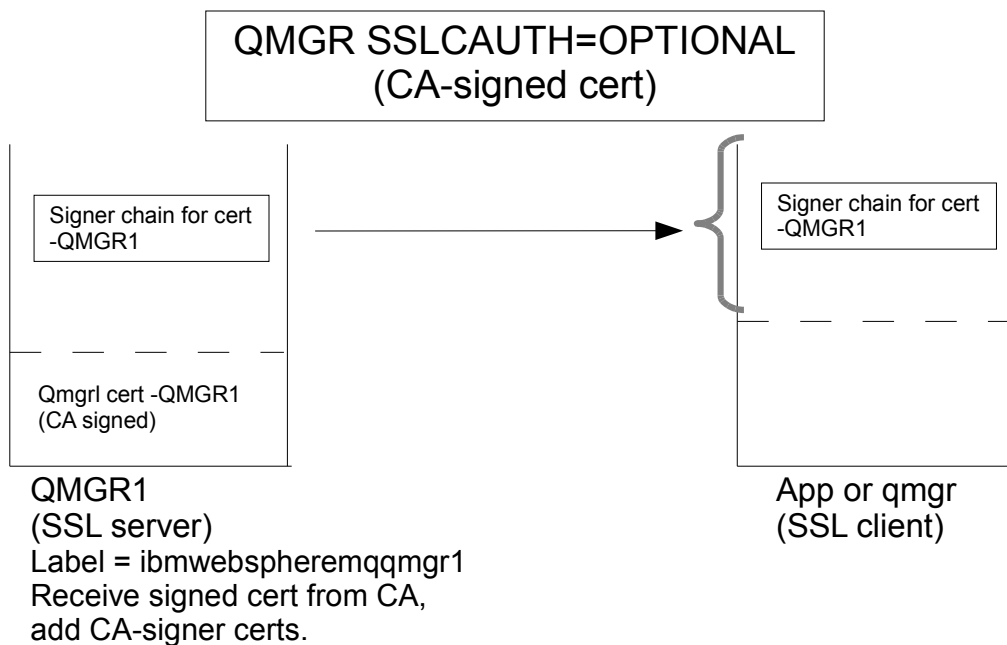 QMGR SSLCAUTH=OPTIONAL
(CA-signed cert)
Signer chain for cert
-QMGR1
Signer chain for cert
-QMGR1
Qmgrl cert -QMGR1
(CA signed)
QMGR1
(SSL server)
Label = ibmwebspheremqqmgr1
Receive signed cert from CA,
add CA-signer certs.
App or qmgr
(SSL client)